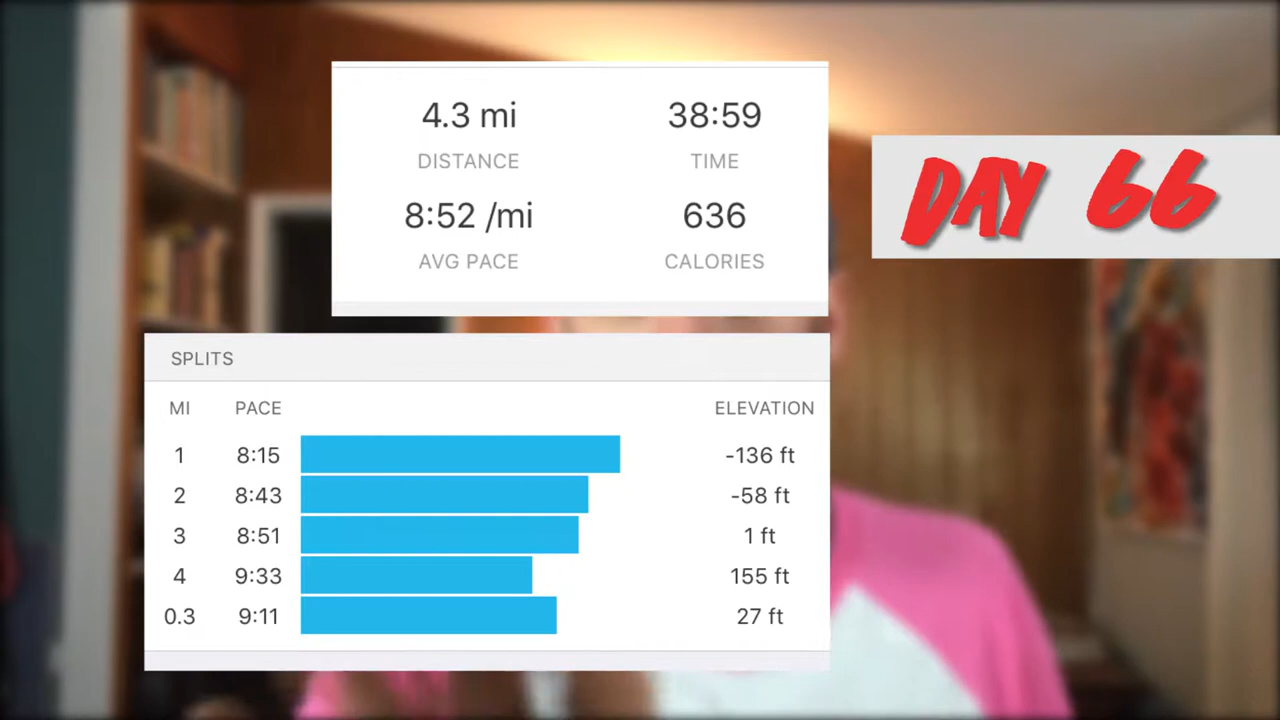 4.3 mi 38:59
DISTANCE TIME
8:52 /mi 636
AVG PACE CALORIES
DAY 66
SPLITS
MI PACE ELEVATION
1 8:15 -136 ft
2 8:43 -58 ft
3 8:51 1 ft
4 9:33 155 ft
0.3 9:11 27 ft